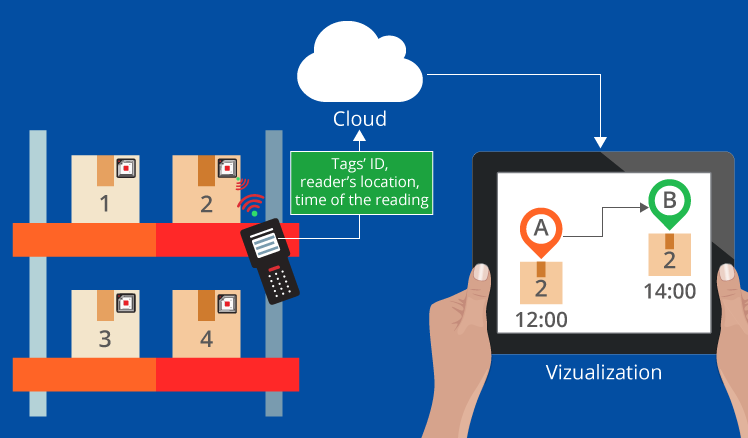 Cloud
Tags' ID,
reader's location,
time of the reading
1
2
3
4
A
B
2
2
12:00
14:00
Vizualization